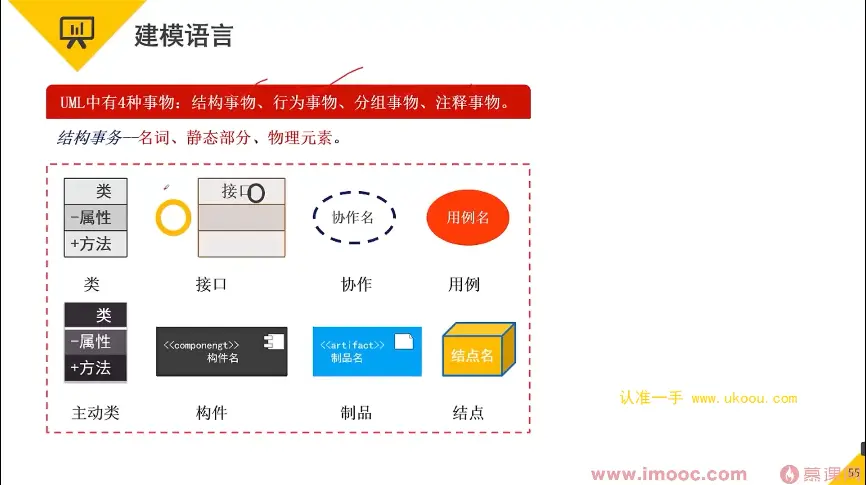 建模语言
UML中有4种事物：结构事物、行为事物、分组事物、注释事物。
结构事务--名词、静态部分、物理元素。
类
-属性
+方法
接口
协作名
用例名
类
接口
协作
用例
类
-属性
+方法
<<componengt>>
构件名
<<artifact>>
制品名
结点名
主动类
构件
制品
结点
认准一手 www.ukoou.com
www.imooc.com
慕课
55